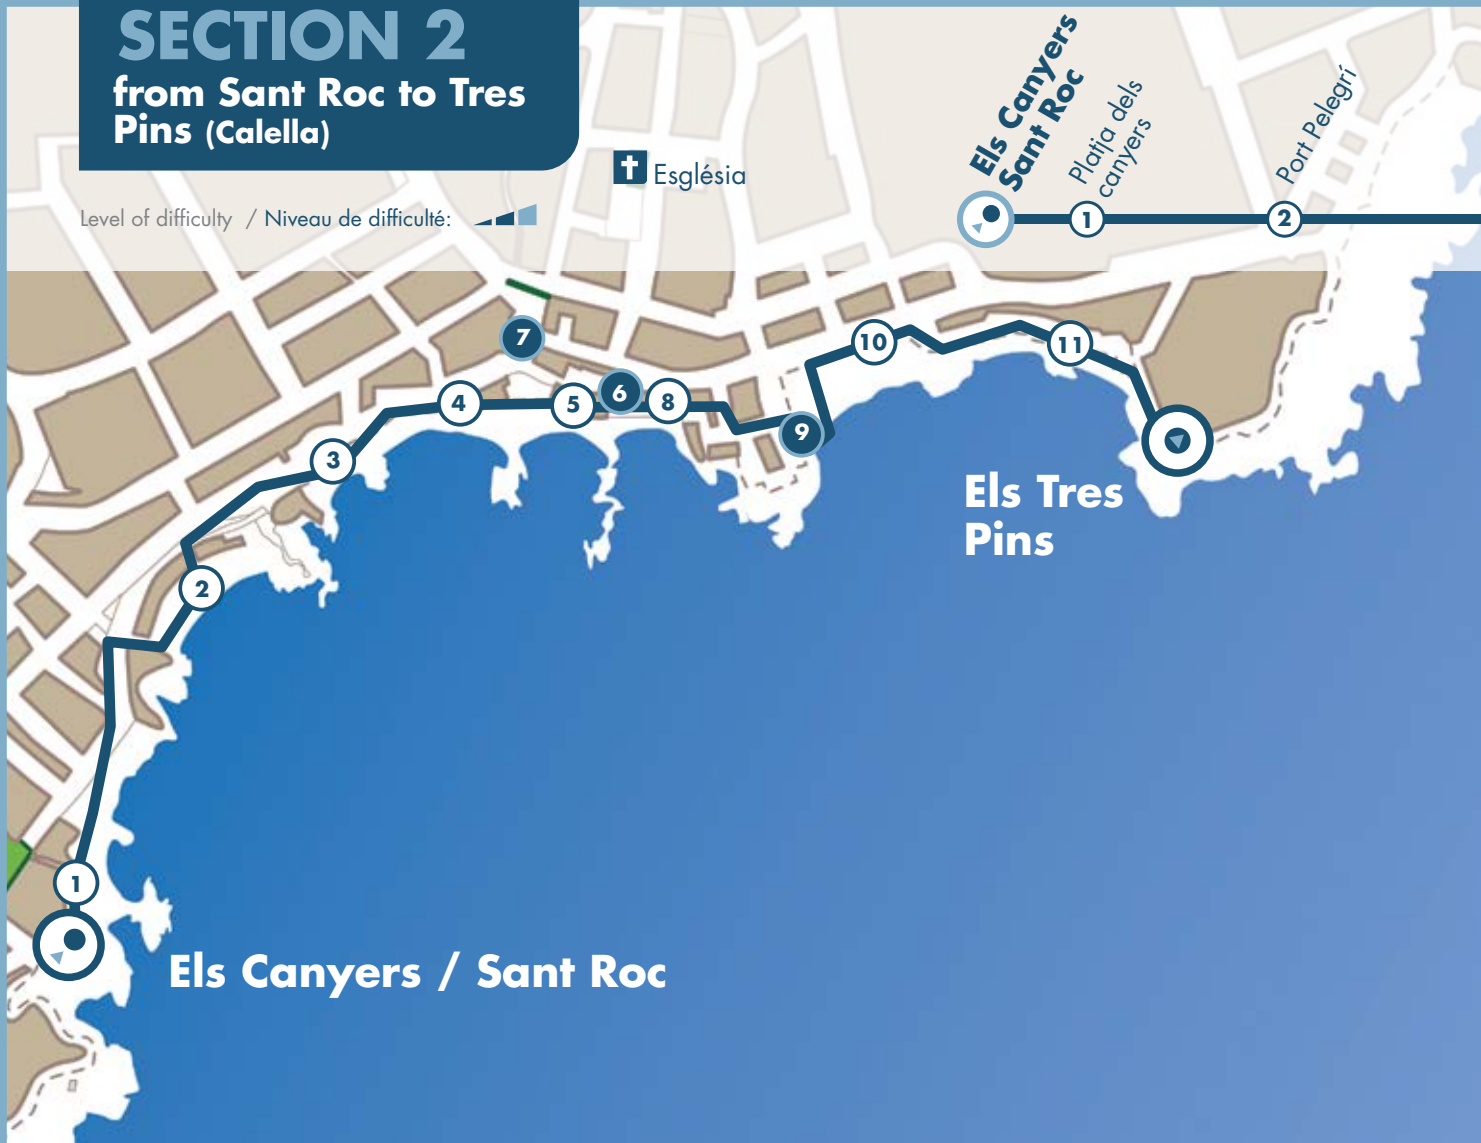 SECTION 2
from Sant Roc to Tres
Pins (Calella)
Level of difficulty / Niveau de difficulté:
Església
Els Canyers
Sant Roc
Platja dels
canyers
Port Pelegrí
1
2
7
10
11
6
4
5
8
9
3
Els Tres
Pins
2
1
Els Canyers / Sant Roc